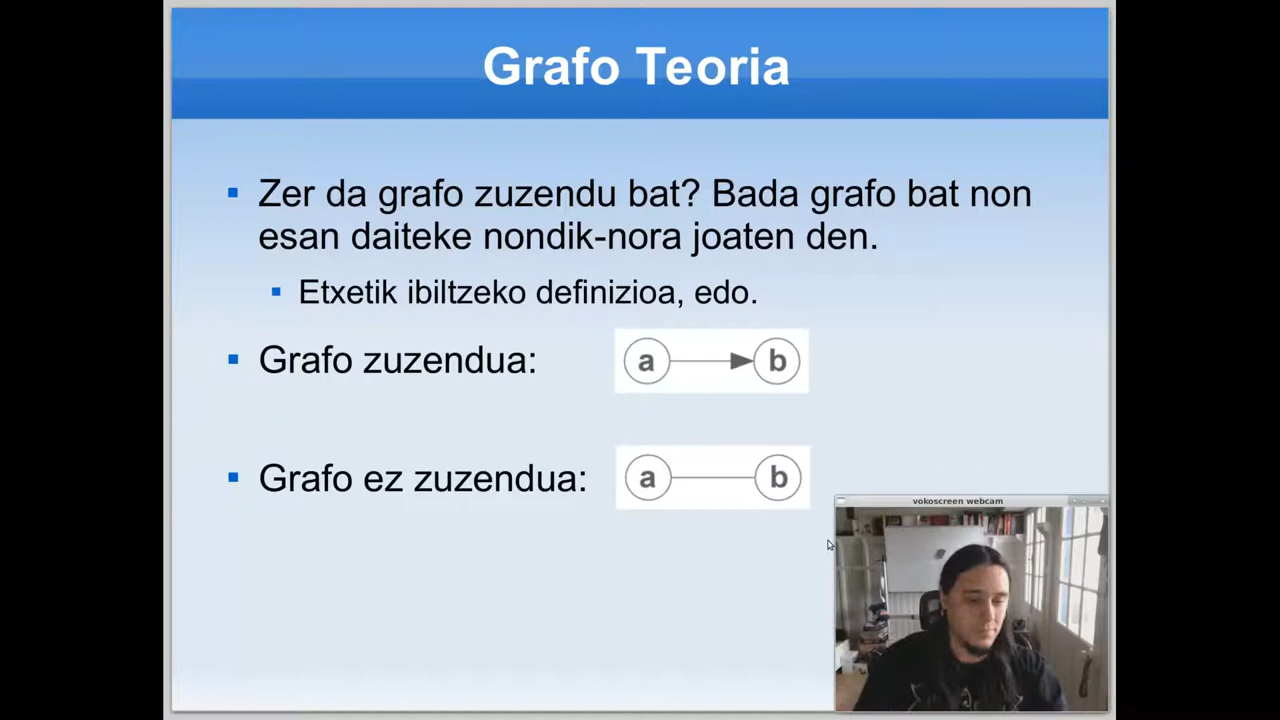 Grafo Teoria
Zer da grafo zuzendu bat? Bada grafo bat non
esan daiteke nondik-nora joaten den.
Etxetik ibiltzeko definizioa, edo.
Grafo zuzendua:
a
b
Grafo ez zuzendua:
a
b
vokoscreen webcam